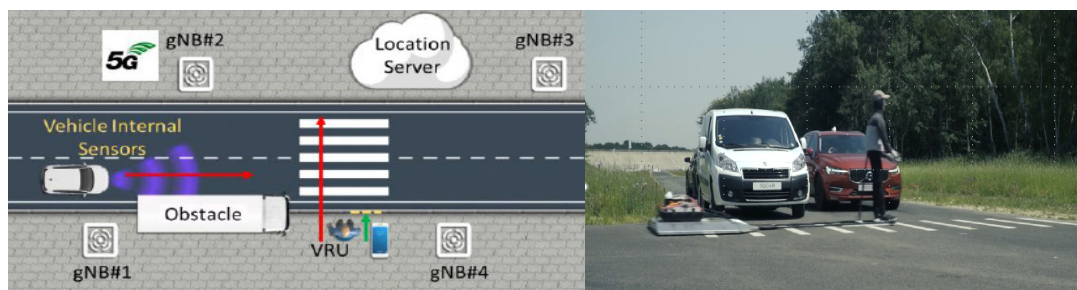 5G
gNB#2
Location
Server
gNB#3
Vehicle Internal
Sensors
Obstacle
VRU
gNB#1
gNB#4